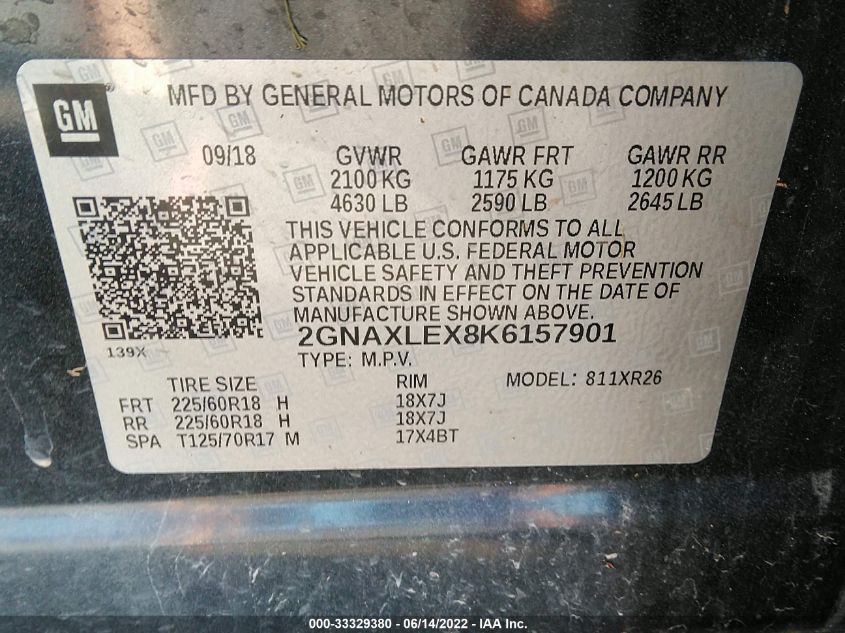 GM
MFD BY GENERAL MOTORS OF CANADA COMPANY
09/18 GVWR GAWR FRT GAWR RR
2100 KG 1175 KG 1200 KG
4630 LB 2590 LB 2645 LB
THIS VEHICLE CONFORMS TO ALL
APPLICABLE U.S. FEDERAL MOTOR
VEHICLE SAFETY AND THEFT PREVENTION
STANDARDS IN EFFECT ON THE DATE OF
MANUFACTURE SHOWN ABOVE.
139X 2GNAXLEX8K6157901
TYPE: M.P.V.
TIRE SIZE RIM MODEL: 811XR26
FRT 225/60R18 H 18X7J
RR 225/60R18 H 18X7J
SPA T125/70R17 M 17X4BT
000-33329380 - 06/14/2022 - IAA Inc.